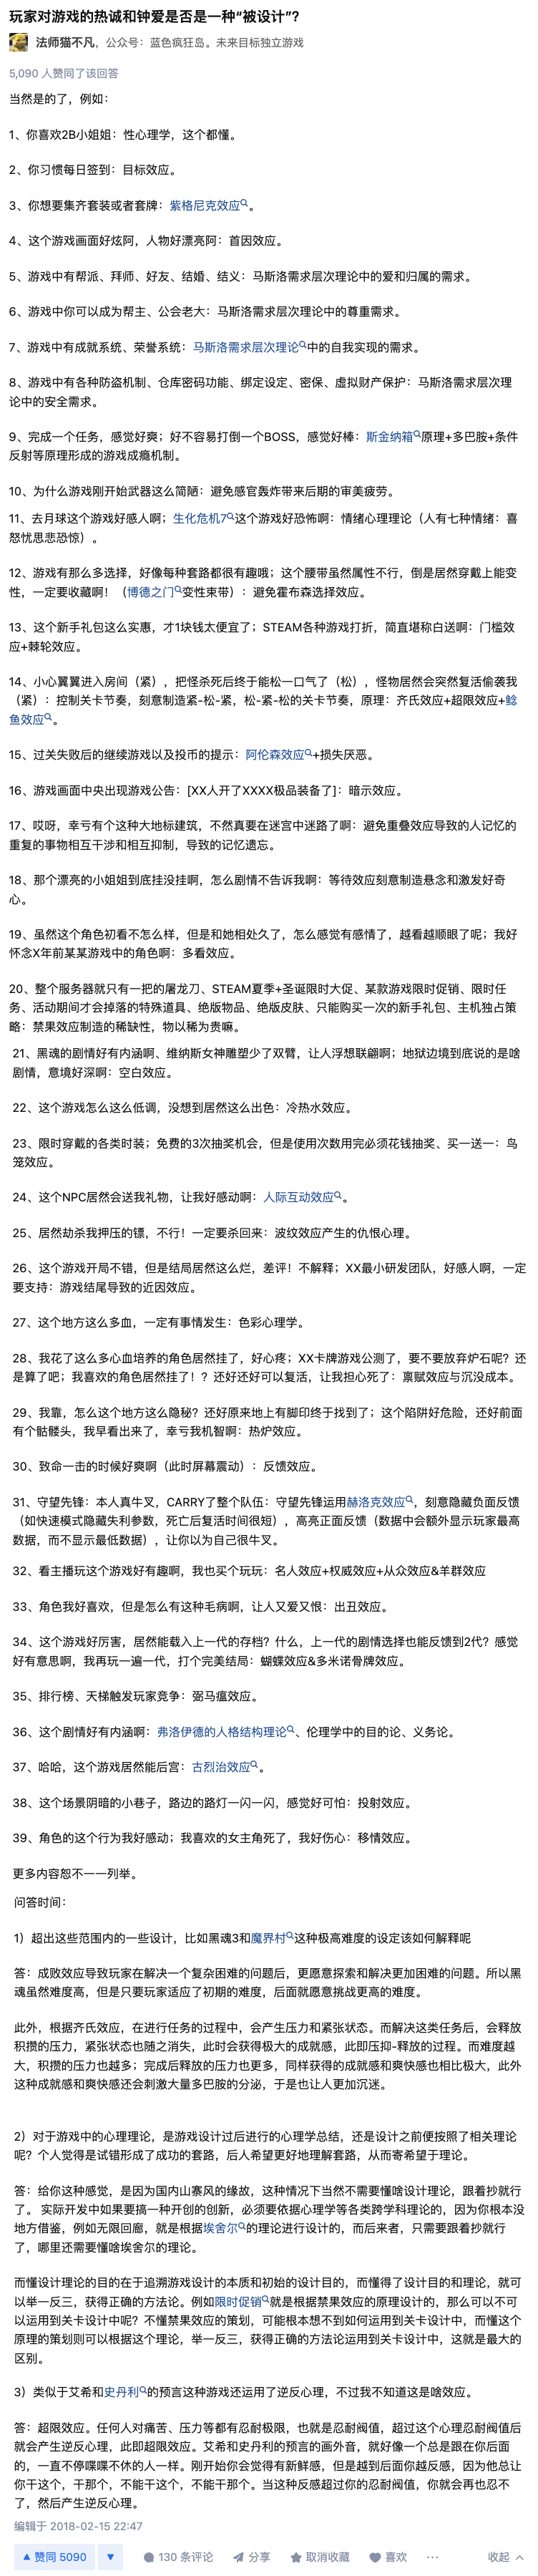 玩家对游戏的热诚和钟爱是否是一种“被设计”?
法师猫不凡，公众号：蓝色疯狂岛。未来目标独立游戏
5,090 人赞同了该回答
当然是的了，例如：
1、你喜欢2B小姐姐：性心理学，这个都懂。
2、你习惯每日签到：目标效应。
3、你想要集齐套装或者套牌：紫格尼克效应。
4、这个游戏画面好炫阿，人物好漂亮阿：首因效应。
5、游戏中有帮派、拜师、好友、结婚、结义：马斯洛需求层次理论中的爱和归属的需求。
6、游戏中你可以成为帮主、公会老大：马斯洛需求层次理论中的尊重需求。
7、游戏中有成就系统、荣誉系统：马斯洛需求层次理论中的自我实现的需求。
8、游戏中有各种防盗机制、仓库密码功能、绑定设定、密保、虚拟财产保护：马斯洛需求层次理
论中的安全需求。
9、完成一个任务，感觉好爽；好不容易打倒一个BOSS，感觉好棒：斯金纳箱原理+多巴胺+条件
反射等原理形成的游戏成瘾机制。
10、为什么游戏刚开始武器这么简陋：避免感官轰炸带来后期的审美疲劳。
11、去月球这个游戏好感人啊；生化危机7这个游戏好恐怖啊：情绪心理理论（人有七种情绪：喜
怒忧思悲恐惊）。
12、游戏有那么多选择，好像每种套路都很有趣哦；这个腰带虽然属性不行，倒是居然穿戴上能变
性，一定要收藏啊！（博德之门变性束带）：避免霍布森选择效应。
13、这个新手礼包这么实惠，才1块钱太便宜了；STEAM各种游戏打折，简直堪称白送啊：门槛效
应+棘轮效应。
14、小心翼翼进入房间（紧），把怪杀死后终于能松一口气了（松），怪物居然会突然复活偷袭我
（紧）：控制关卡节奏，刻意制造紧-松-紧，松-紧-松的关卡节奏，原理：齐氏效应+超限效应+鲶
鱼效应。
15、过关失败后的继续游戏以及投币的提示：阿伦森效应+损失厌恶。
16、游戏画面中央出现游戏公告：[XX人开了XXXX极品装备了]：暗示效应。
17、哎呀，幸亏有个这种大地标建筑，不然真要在迷宫中迷路了啊：避免重叠效应导致的人记忆的
重复的事物相互干涉和相互抑制，导致的记忆遗忘。
18、那个漂亮的小姐姐到底挂没挂啊，怎么剧情不告诉我啊：等待效应刻意制造悬念和激发好奇
心。
19、虽然这个角色初看不怎么样，但是和她相处久了，怎么感觉有感情了，越看越顺眼了呢；我好
怀念X年前某某游戏中的角色啊：多看效应。
20、整个服务器就只有一把的屠龙刀、STEAM夏季+圣诞限时大促、某款游戏限时促销、限时任
务、活动期间才会掉落的特殊道具、绝版物品、绝版皮肤、只能购买一次的新手礼包、主机独占策
略：禁果效应制造的稀缺性，物以稀为贵嘛。
21、黑魂的剧情好有内涵啊、维纳斯女神雕塑少了双臂，让人浮想联翩啊；地狱边境到底说的是啥
剧情，意境好深啊：空白效应。
22、这个游戏怎么这么低调，没想到居然这么出色：冷热水效应。
23、限时穿戴的各类时装；免费的3次抽奖机会，但是使用次数用完必须花钱抽奖、买一送一：鸟
笼效应。
24、这个NPC居然会送我礼物，让我好感动啊：人际互动效应。
25、居然劫杀我押压的镖，不行！一定要杀回来：波纹效应产生的仇恨心理。
26、这个游戏开局不错，但是结局居然这么烂，差评！不解释；XX最小研发团队，好感人啊，一定
要支持：游戏结尾导致的近因效应。
27、这个地方这么多血，一定有事情发生：色彩心理学。
28、我花了这么多心血培养的角色居然挂了，好心疼；XX卡牌游戏公测了，要不要放弃炉石呢？还
是算了吧；我喜欢的角色居然挂了！？还好还好可以复活，让我担心死了：禀赋效应与沉没成本。
29、我靠，怎么这个地方这么隐秘？还好原来地上有脚印终于找到了；这个陷阱好危险，还好前面
有个骷髅头，我早看出来了，幸亏我机智啊：热炉效应。
30、致命一击的时候好爽啊（此时屏幕震动）：反馈效应。
31、守望先锋：本人真牛叉，CARRY了整个队伍：守望先锋运用赫洛克效应，刻意隐藏负面反馈
（如快速模式隐藏失利参数，死亡后复活时间很短），高亮正面反馈（数据中会额外显示玩家最高
数据，而不显示最低数据），让你以为自己很牛叉。
32、看主播玩这个游戏好有趣啊，我也买个玩玩：名人效应+权威效应+从众效应&羊群效应
33、角色我好喜欢，但是怎么有这种毛病啊，让人又爱又恨：出丑效应。
34、这个游戏好厉害，居然能载入上一代的存档？什么，上一代的剧情选择也能反馈到2代？感觉
好有意思啊，我再玩一遍一代，打个完美结局：蝴蝶效应&多米诺骨牌效应。
35、排行榜、天梯触发玩家竞争：弼马瘟效应。
36、这个剧情好有内涵啊：弗洛伊德的人格结构理论、伦理学中的目的论、义务论。
37、哈哈，这个游戏居然能后宫：古烈治效应。
38、这个场景阴暗的小巷子，路边的路灯一闪一闪，感觉好可怕：投射效应。
39、角色的这个行为我好感动；我喜欢的女主角死了，我好伤心：移情效应。
更多内容恕不一一列举。
问答时间：
1）超出这些范围内的一些设计，比如黑魂3和魔界村这种极高难度的设定该如何解释呢
答：成败效应导致玩家在解决一个复杂困难的问题后，更愿意探索和解决更加困难的问题。所以黑
魂虽然难度高，但是只要玩家适应了初期的难度，后面就愿意挑战更高的难度。
此外，根据齐氏效应，在进行任务的过程中，会产生压力和紧张状态。而解决这类任务后，会释放
积攒的压力，紧张状态也随之消失，此时会获得极大的成就感，此即压抑-释放的过程。而难度越
大，积攒的压力也越多；完成后释放的压力也更多，同样获得的成就感和爽快感也相比极大，此外
这种成就感和爽快感还会刺激大量多巴胺的分泌，于是也让人更加沉迷。
2）对于游戏中的心理理论，是游戏设计过后进行的心理学总结，还是设计之前便按照了相关理论
呢？个人觉得是试错形成了成功的套路，后人希望更好地理解套路，从而寄希望于理论。
答：给你这种感觉，是因为国内山寨风的缘故，这种情况下当然不需要懂啥设计理论，跟着抄就行
了。 实际开发中如果要搞一种开创的创新，必须要依据心理学等各类跨学科理论的，因为你根本没
地方借鉴，例如无限回廊，就是根据埃舍尔的理论进行设计的，而后来者，只需要跟着抄就行
了，哪里还需要懂啥埃舍尔的理论。
而懂设计理论的目的在于追溯游戏设计的本质和初始的设计目的，而懂得了设计目的和理论，就可
以举一反三，获得正确的方法论。例如限时促销就是根据禁果效应的原理设计的，那么可以不可
以运用到关卡设计中呢？不懂禁果效应的策划，可能根本想不到如何运用到关卡设计中，而懂这个
原理的策划则可以根据这个理论，举一反三，获得正确的方法论运用到关卡设计中，这就是最大的
区别。
3）类似于艾希和史丹利的预言这种游戏还运用了逆反心理，不过我不知道这是啥效应。
答：超限效应。任何人对痛苦、压力等都有忍耐极限，也就是忍耐阀值，超过这个心理忍耐阀值后
就会产生逆反心理，此即超限效应。艾希和史丹利的预言的画外音，就好像一个总是跟在你后面
的，一直不停喋喋不休的人一样。刚开始你会觉得有新鲜感，但是越到后面你越反感，因为他总让
你干这个，干那个，不能干这个，不能干那个。当这种反感超过你的忍耐阀值，你就会再也忍不
了，然后产生逆反心理。
编辑于 2018-02-15 22:47
赞同 5090 130 条评论 分享 取消收藏 喜欢 ··· 收起